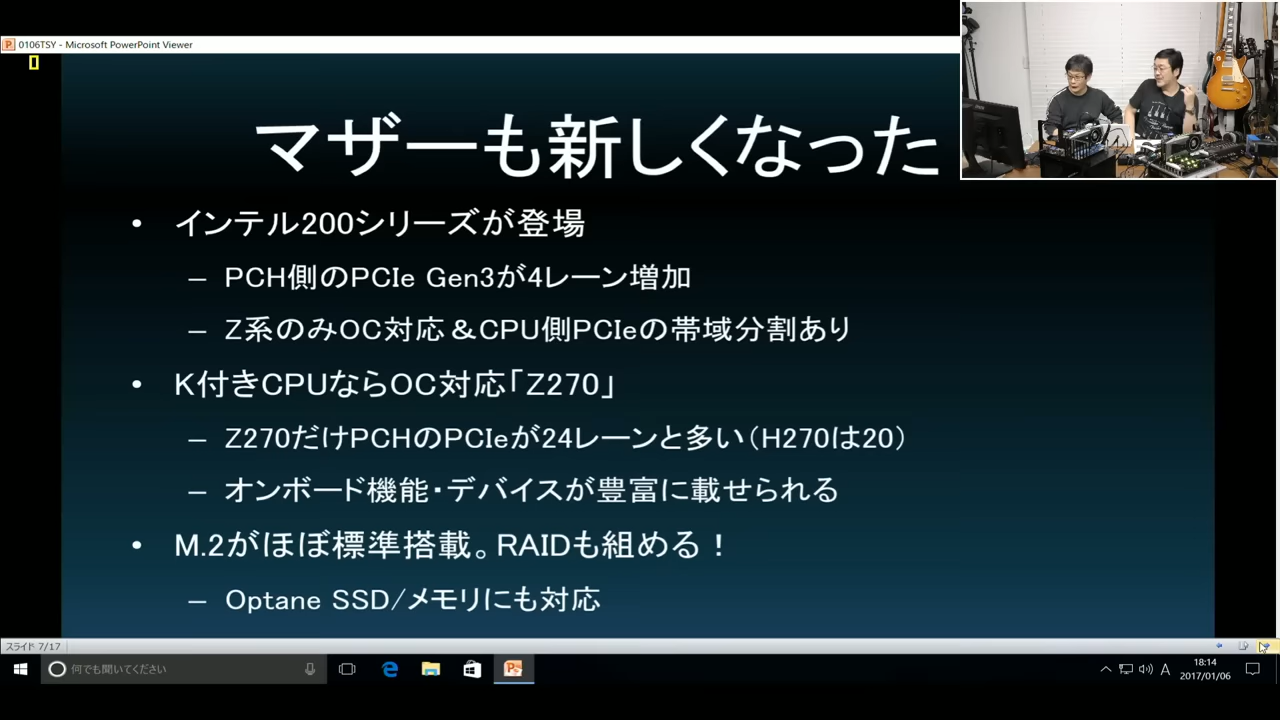 0106TSY - Microsoft PowerPoint Viewer
マザーも新しくなった
• インテル200シリーズが登場
– PCH側のPCIe Gen3が4レーン増加
– Z系のみOC対応＆CPU側PCIeの帯域分割あり
• K付きCPUならOC対応「Z270」
– Z270だけPCHのPCIeが24レーンと多い（H270は20）
– オンボード機能・デバイスが豊富に載せられる
• M.2がほぼ標準搭載。RAIDも組める！
– Optane SSD/メモリにも対応
スライド 7/17
何でも聞いてください
A
18:14
2017/01/06